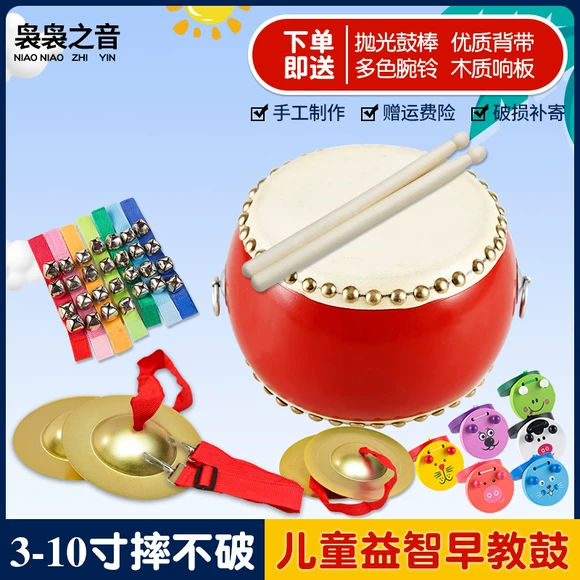 袅袅之音
NIAO NIAO ZHI YIN
下单
即送
抛光鼓棒 优质背带
多色腕铃 木质响板
手工制作 赠运费险 破损补寄
3-10寸摔不破 儿童益智早教鼓